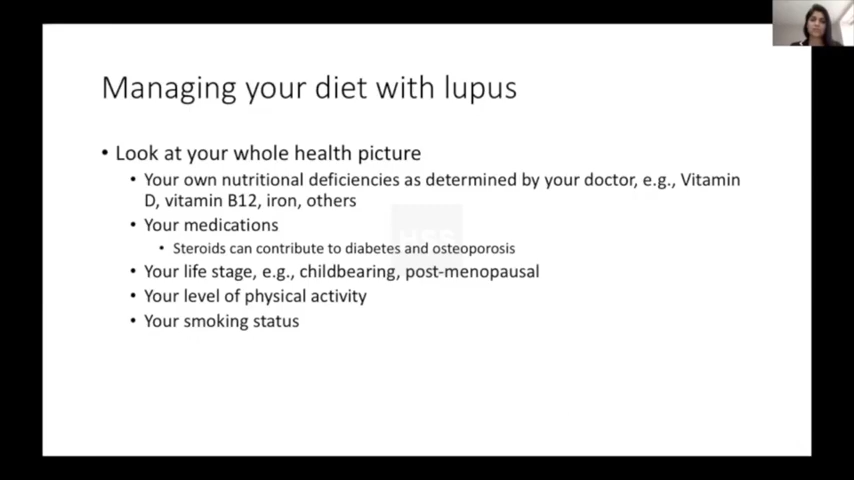 Managing your diet with lupus
• Look at your whole health picture
• Your own nutritional deficiencies as determined by your doctor, e.g., Vitamin
D, vitamin B12, iron, others
• Your medications
• Steroids can contribute to diabetes and osteoporosis
• Your life stage, e.g., childbearing, post-menopausal
• Your level of physical activity
• Your smoking status
HSS